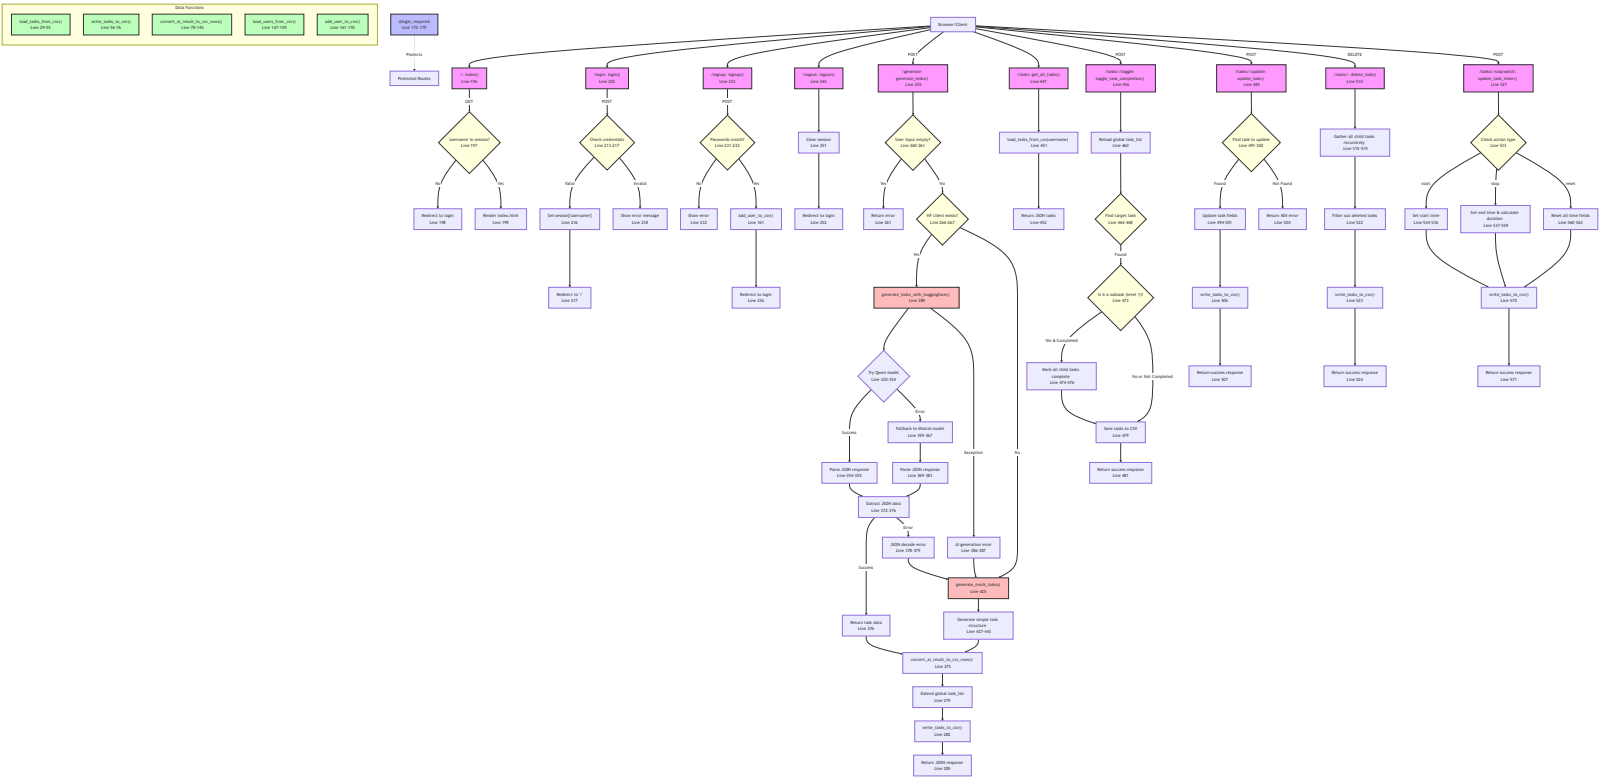 Data Functions
load_tasks_from_csv()
Line 29-55
write_tasks_to_csv()
Line 56-76
convert_ai_result_to_csv_rows()
Line 78-145
load_users_from_csv()
Line 147-159
add_user_to_csv()
Line 161-170
@login_required
Line 172-179
Protects
Protected Routes
Browser/Client
POST
POST
POST
DELETE
POST
/: index()
Line 196
/login: login()
Line 202
/signup: signup()
Line 222
/logout: logout()
Line 245
/generate:
generate_tasks()
Line 255
/tasks: get_all_tasks()
Line 447
/tasks/ /toggle:
toggle_task_completion()
Line 456
/tasks/ /update:
update_task()
Line 485
/tasks/: delete_task()
Line 510
/tasks/ /stopwatch:
update_task_timer()
Line 527
GET
POST
POST
'username' in session?
Line 197
Check credentials
Line 213-217
Passwords match?
Line 231-232
Clear session
Line 251
User input empty?
Line 260-261
load_tasks_from_csv(username)
Line 451
Reload global task_list
Line 460
Find task to update
Line 491-502
Gather all child tasks
recursively
Line 515-519
Check action type
Line 533
No
Yes
Valid
Invalid
No
Yes
Yes
No
Found
Not Found
start
stop
reset
Redirect to login
Line 198
Render index.html
Line 199
Set session['username']
Line 216
Show error message
Line 218
Show error
Line 232
add_user_to_csv()
Line 161
Redirect to login
Line 252
Return error
Line 261
HF client exists?
Line 266-267
Return JSON tasks
Line 452
Find target task
Line 464-468
Update task fields
Line 494-501
Return 404 error
Line 504
Filter out deleted tasks
Line 522
Set start time
Line 534-536
Set end time & calculate
duration
Line 537-559
Reset all time fields
Line 560-563
Yes
Found
Redirect to '/'
Line 217
Redirect to login
Line 236
generate_tasks_with_huggingface()
Line 289
Is it a subtask (level 1)?
Line 473
write_tasks_to_csv()
Line 506
write_tasks_to_csv()
Line 523
write_tasks_to_csv()
Line 570
Yes & Completed
No or Not Completed
Try Qwen model
Line 320-354
Mark all child tasks
complete
Line 474-476
Return success response
Line 507
Return success response
Line 524
Return success response
Line 571
Error
Success
Exception
No
Fallback to Mistral model
Line 359-367
Save tasks to CSV
Line 479
Parse JSON response
Line 354-355
Parse JSON response
Line 369-383
Return success response
Line 481
Extract JSON data
Line 372-376
Error
Success
JSON decode error
Line 378-379
AI generation error
Line 386-387
generate_mock_tasks()
Line 425
Return task data
Line 376
Generate simple task
structure
Line 427-443
convert_ai_result_to_csv_rows()
Line 275
Extend global task_list
Line 279
write_tasks_to_csv()
Line 282
Return JSON response
Line 285